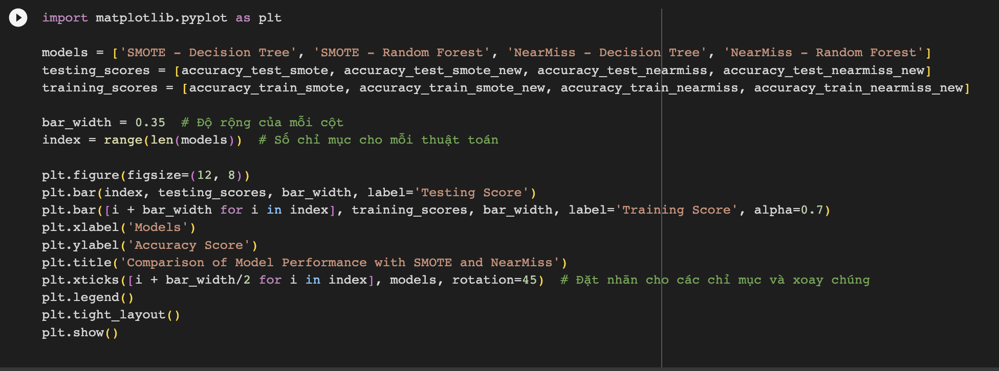 import matplotlib.pyplot as plt
models = ['SMOTE - Decision Tree', 'SMOTE - Random Forest', 'NearMiss - Decision Tree', 'NearMiss - Random Forest']
testing_scores = [accuracy_test_smote, accuracy_test_smote_new, accuracy_test_nearmiss, accuracy_test_nearmiss_new]
training_scores = [accuracy_train_smote, accuracy_train_smote_new, accuracy_train_nearmiss, accuracy_train_nearmiss_new]
bar_width = 0.35  # Độ rộng của mỗi cột
index = range(len(models))  # Số chỉ mục cho mỗi thuật toán
plt.figure(figsize=(12, 8))
plt.bar(index, testing_scores, bar_width, label='Testing Score')
plt.bar([i + bar_width for i in index], training_scores, bar_width, label='Training Score', alpha=0.7)
plt.xlabel('Models')
plt.ylabel('Accuracy Score')
plt.title('Comparison of Model Performance with SMOTE and NearMiss')
plt.xticks([i + bar_width/2 for i in index], models, rotation=45)  # Đặt nhãn cho các chỉ mục và xoay chúng
plt.legend()
plt.tight_layout()
plt.show()